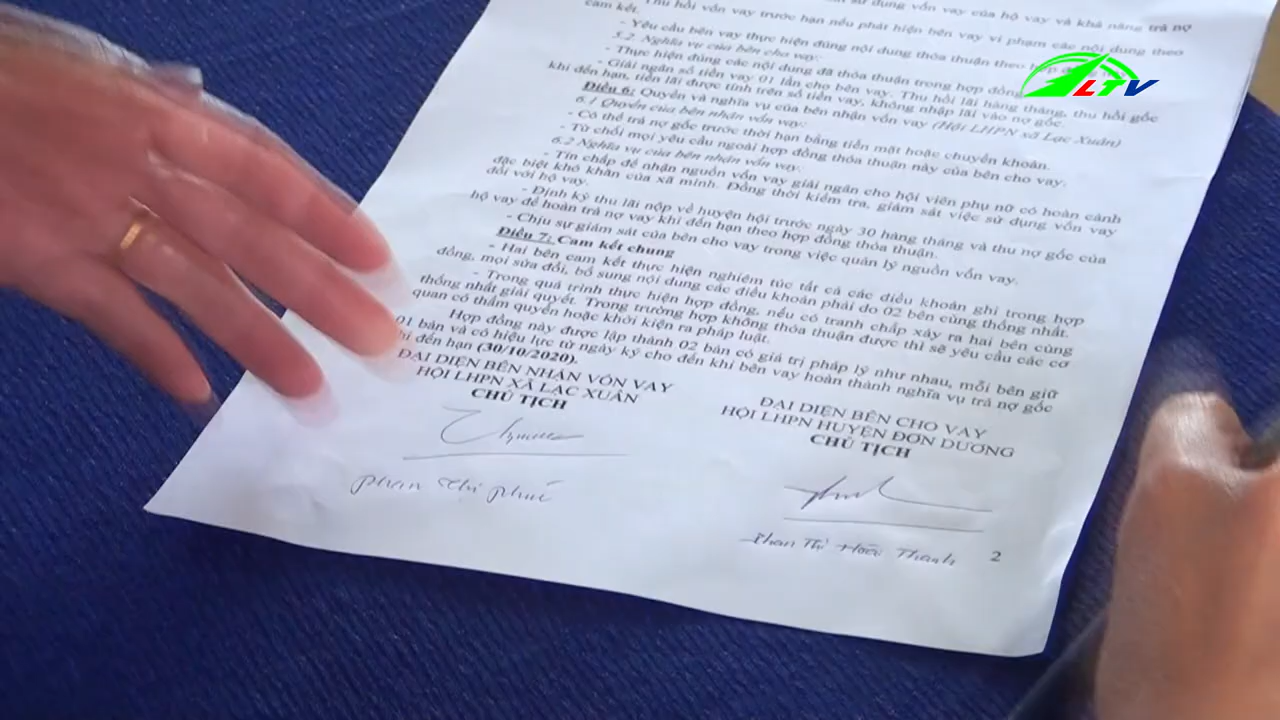 sử dụng vốn vay của hộ vay và khả năng trả nợ
cam kết.
- Thu hồi vốn vay trước hạn nếu phát hiện bên vay vi phạm các nội dung theo
- Yêu cầu bên vay thực hiện đúng nội dung thỏa thuận theo hợp
5.2 Nghĩa vụ của bên cho vay:
- Thực hiện đúng các nội dung đã thỏa thuận trong hợp đồng
- Giải ngân số tiền vay 01 lần cho bên vay. Thu hồi lãi hàng tháng, thu hồi gốc
khi đến hạn, tiền lãi được tính trên số tiền vay, không nhập lãi vào nợ gốc.
Điều 6: Quyền và nghĩa vụ của bên nhận vốn vay (Hội LHPN xã Lạc Xuân)
6.1 Quyền của bên nhận vốn vay:
- Có thể trả nợ gốc trước thời hạn bằng tiền mặt hoặc chuyển khoản.
- Từ chối mọi yêu cầu ngoài hợp đồng thỏa thuận này của bên cho vay.
6.2 Nghĩa vụ của bên nhận vốn vay:
- Tín chấp để nhận nguồn vốn vay giải ngân cho hội viên phụ nữ có hoàn cảnh
đặc biệt khó khăn của xã mình. Đồng thời kiểm tra, giám sát việc sử dụng vốn vay
đối với hộ vay.
- Định kỳ thu lãi nộp về huyện hội trước ngày 30 hàng tháng và thu nợ gốc của
hộ vay để hoàn trả nợ vay khi đến hạn theo hợp đồng thỏa thuận.
- Chịu sự giám sát của bên cho vay trong việc quản lý nguồn vốn vay.
Điều 7: Cam kết chung
- Hai bên cam kết thực hiện nghiêm túc tất cả các điều khoản ghi trong hợp
đồng, mọi sửa đổi, bổ sung nội dung các điều khoản phải do 02 bên cùng thống nhất.
- Trong quá trình thực hiện hợp đồng, nếu có tranh chấp xảy ra hai bên cùng
thống nhất giải quyết. Trong trường hợp không thỏa thuận được thì sẽ yêu cầu các cơ
quan có thẩm quyền hoặc khởi kiện ra pháp luật.
Hợp đồng này được lập thành 02 bản có giá trị pháp lý như nhau, mỗi bên giữ
01 bản và có hiệu lực từ ngày ký cho đến khi bên vay hoàn thành nghĩa vụ trả nợ gốc
đến hạn (30/10/2020).
ĐẠI DIỆN BÊN NHẬN VỐN VAY
HỘI LHPN XÃ LẠC XUÂN
CHỦ TỊCH
Phan Thị Phú
ĐẠI DIỆN BÊN CHO VAY
HỘI LHPN HUYỆN ĐƠN DƯƠNG
CHỦ TỊCH
Phan Thị Hoài Thanh
2
LTV